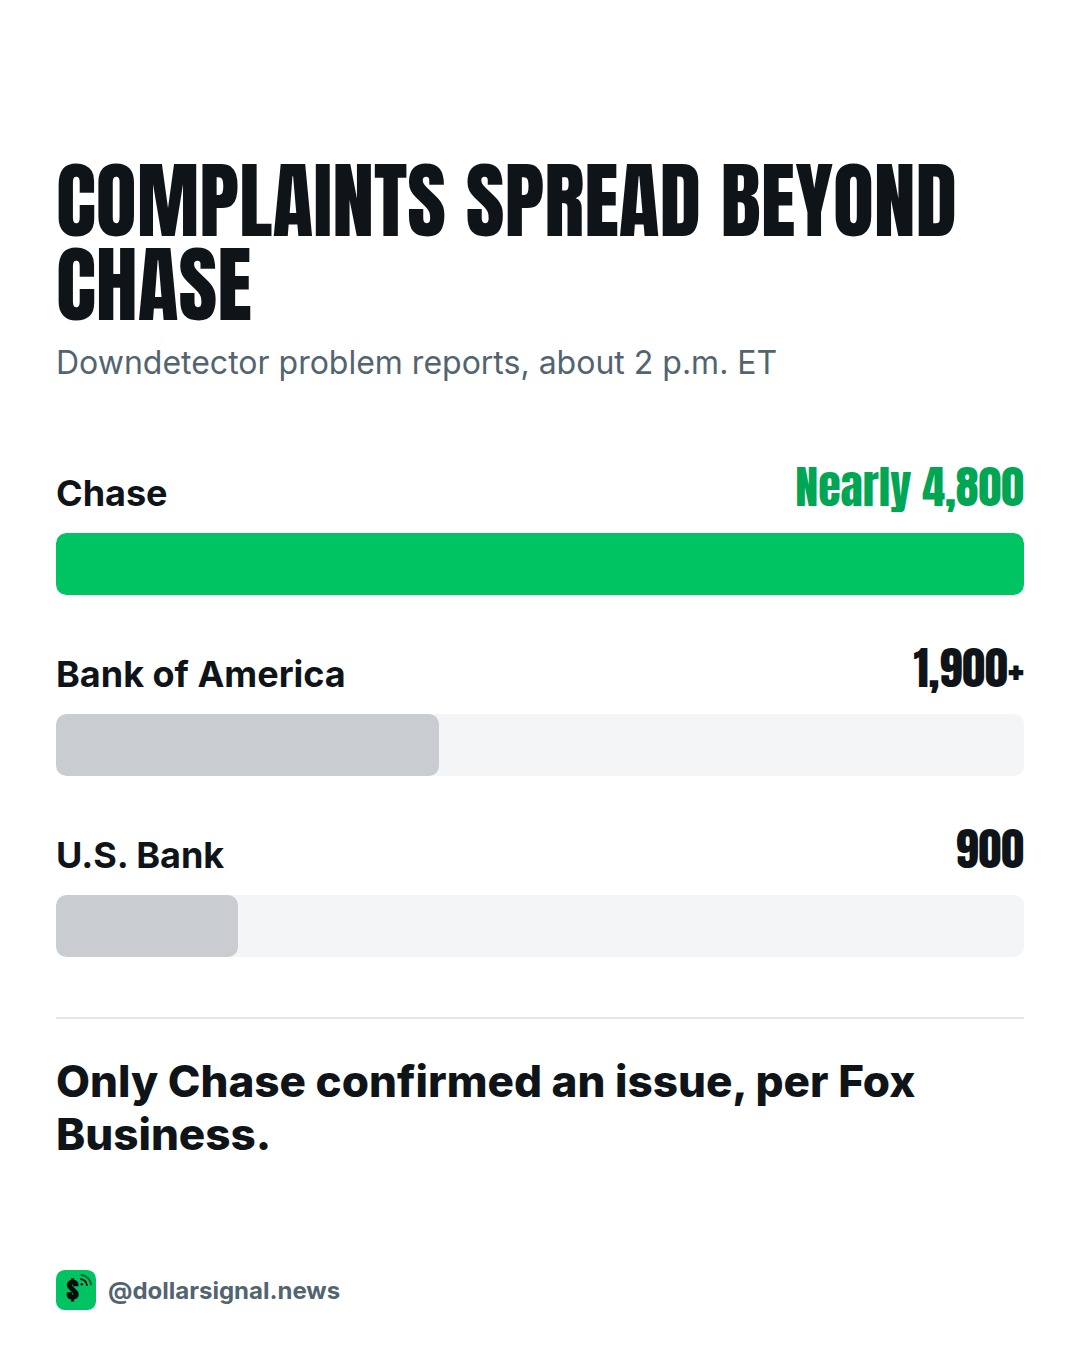 COMPLAINTS SPREAD BEYOND
CHASE
Downdetector problem reports, about 2 p.m. ET
Chase
Nearly 4,800
Bank of America
1,900+
U.S. Bank
900
Only Chase confirmed an issue, per Fox
Business.
$
@dollarsignal.news